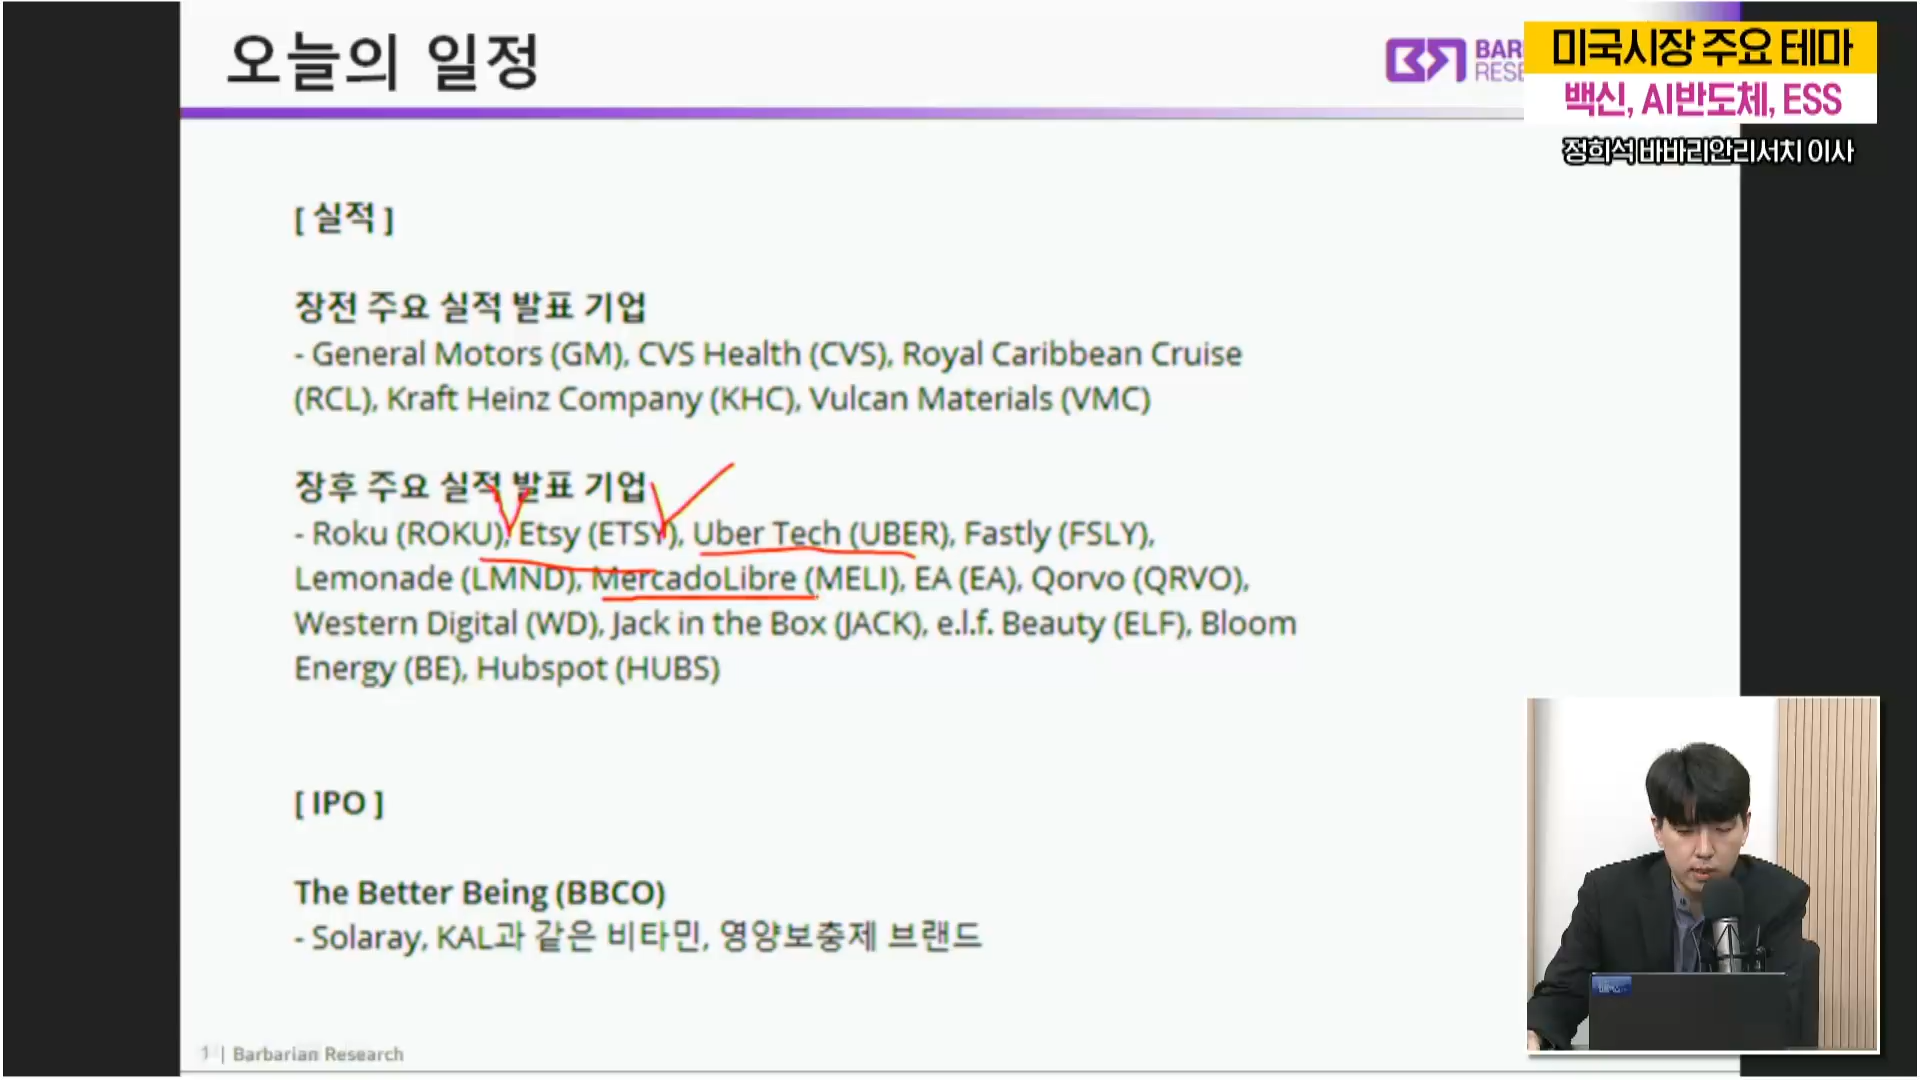 오늘의 일정
BAR
RESE
미국시장 주요 테마
백신, AI반도체, ESS
정희석 바바리안리서치 이사
[ 실적 ]
장전 주요 실적 발표 기업
- General Motors (GM), CVS Health (CVS), Royal Caribbean Cruise
(RCL), Kraft Heinz Company (KHC), Vulcan Materials (VMC)
장후 주요 실적 발표 기업
- Roku (ROKU), Etsy (ETSY), Uber Tech (UBER), Fastly (FSLY),
Lemonade (LMND), MercadoLibre (MELI), EA (EA), Qorvo (QRVO),
Western Digital (WD), Jack in the Box (JACK), e.l.f. Beauty (ELF), Bloom
Energy (BE), Hubspot (HUBS)
[ IPO ]
The Better Being (BBCO)
- Solaray, KAL과 같은 비타민, 영양보충제 브랜드
1 | Barbarian Research